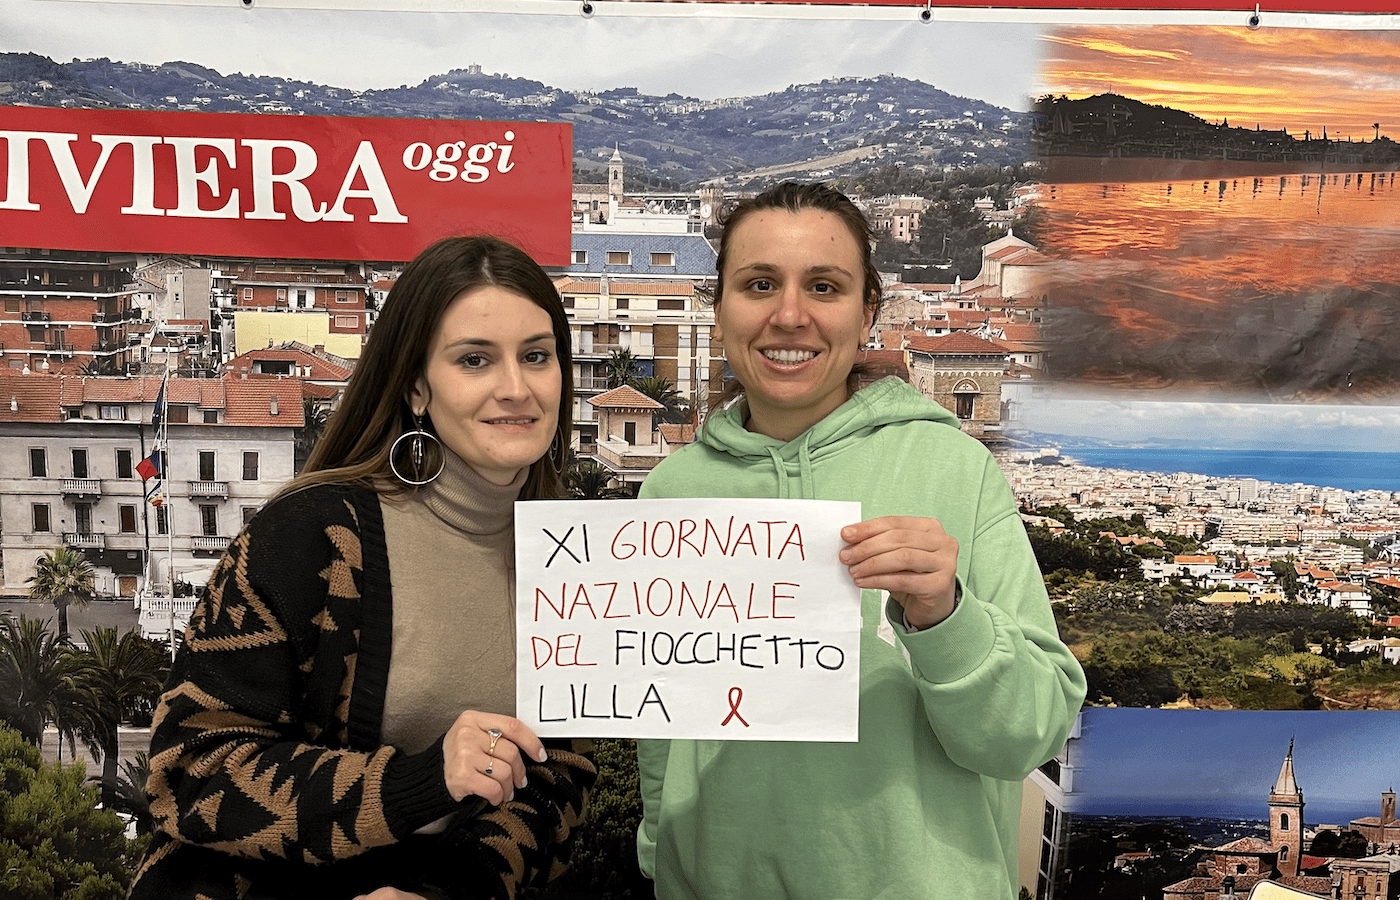 IVIERA oggi
XI GIORNATA
NAZIONALE
DEL FIOCCHETTO
LILLA